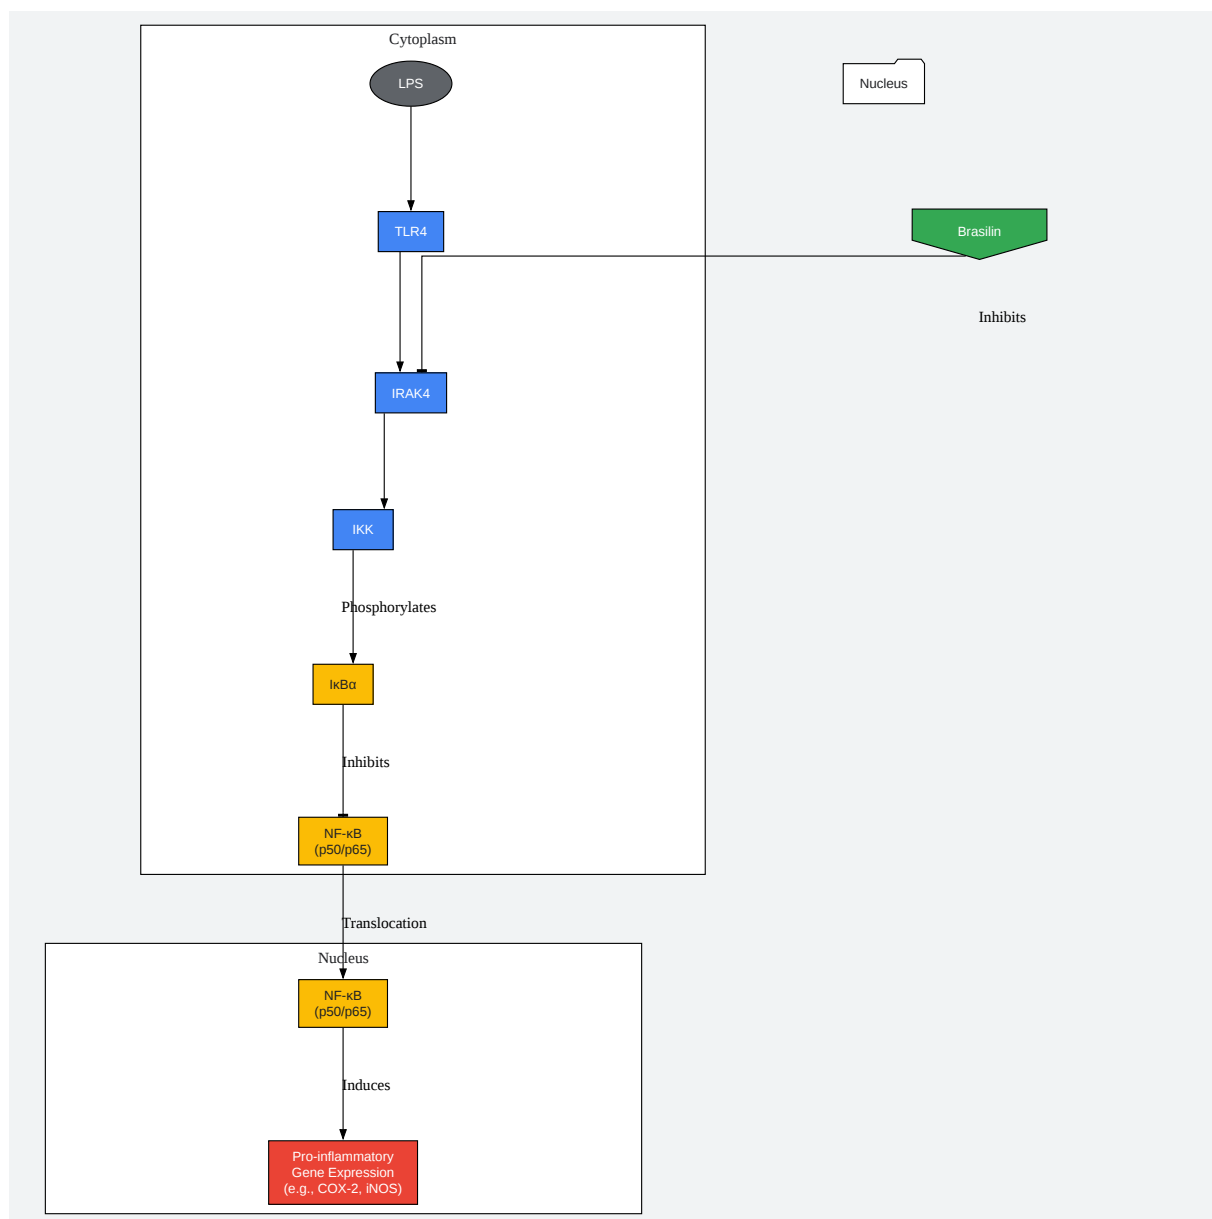 Cytoplasm
LPS
Nucleus
TLR4
Brasilin
Inhibits
IRAK4
IKK
Phosphorylates
IκBα
Inhibits
NF-κB
(p50/p65)
Translocation
Nucleus
NF-κB
(p50/p65)
Induces
Pro-inflammatory
Gene Expression
(e.g., COX-2, iNOS)